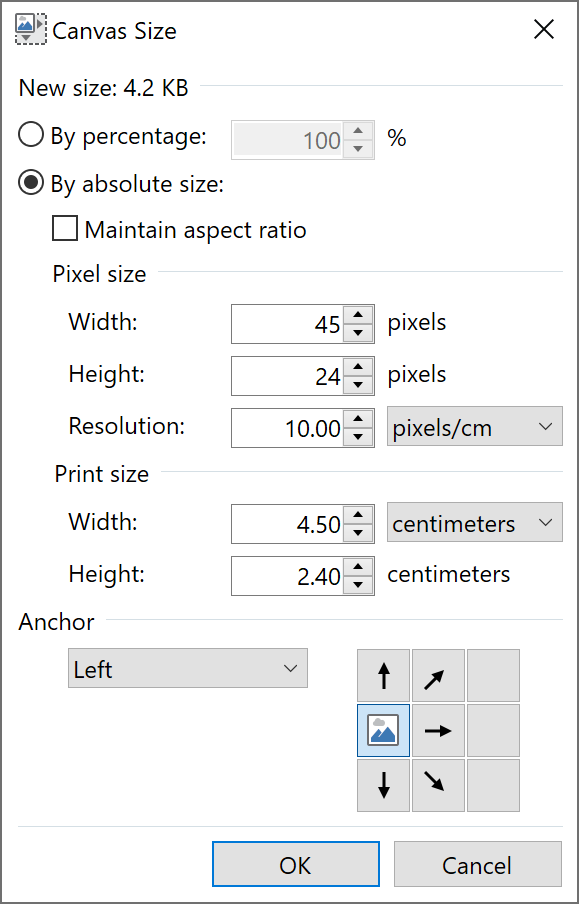 Canvas Size
New size: 4.2 KB
By percentage: 100 %
By absolute size:
Maintain aspect ratio
Pixel size
Width: 45 pixels
Height: 24 pixels
Resolution: 10.00 pixels/cm
Print size
Width: 4.50 centimeters
Height: 2.40 centimeters
Anchor
Left
OK Cancel